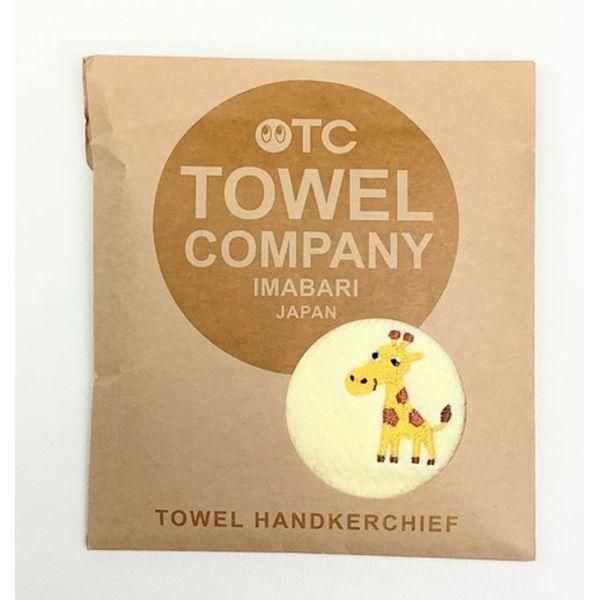 OTC
TOWEL
COMPANY
IMABARI
JAPAN
TOWEL HANDKERCHIEF